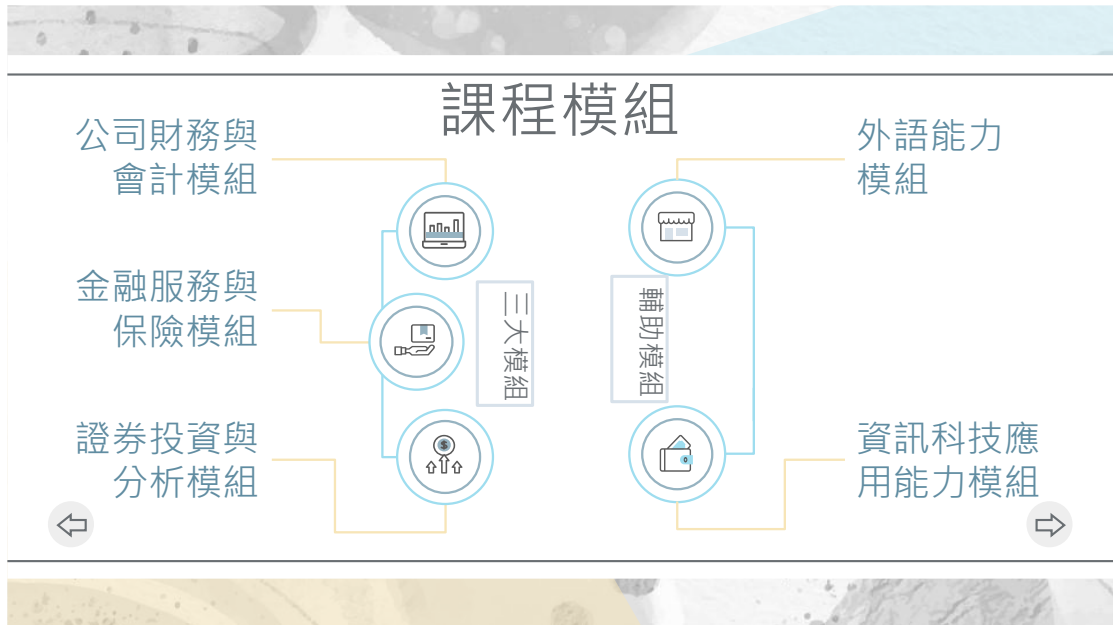 課程模組
公司財務與
會計模組
金融服務與
保險模組
證券投資與
分析模組
三大模組
輔助模組
外語能力
模組
資訊科技應
用能力模組